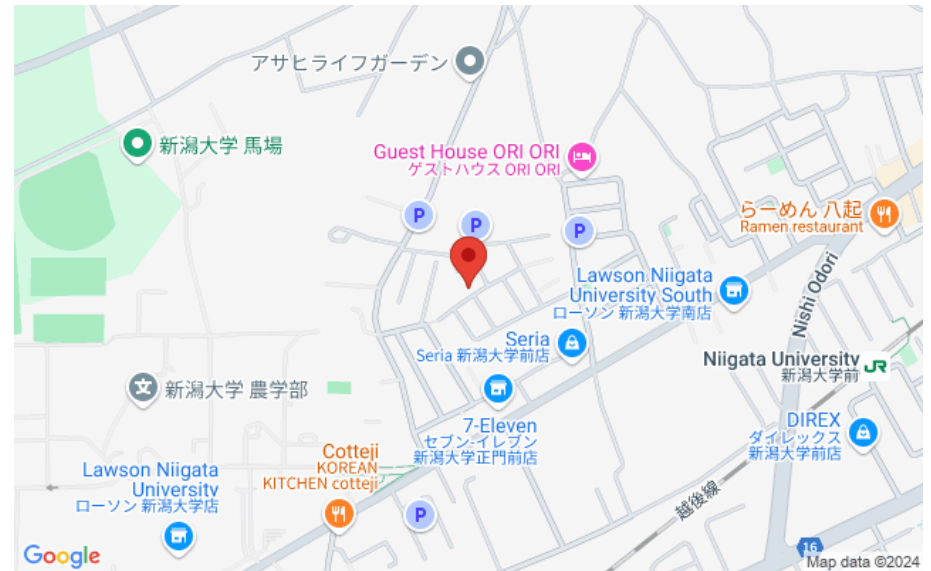 アサヒライフガーデン
新潟大学 馬場
Guest House ORI ORI
ゲストハウス ORI ORI
P
P
P
らーめん 八起
Ramen restaurant
Lawson Niigata
University South
ローソン 新潟大学南店
Nishi Odori
Seria
Seria 新潟大学前店
Niigata University
新潟大学前
JR
文
新潟大学 農学部
7-Eleven
セブン-イレブン
新潟大学正門前店
DIREX
ダイレックス
新潟大学前店
Cotteji
KOREAN
KITCHEN cotteji
Lawson Niigata
University
ローソン 新潟大学店
P
越後線
16
Google
Map data ©2024